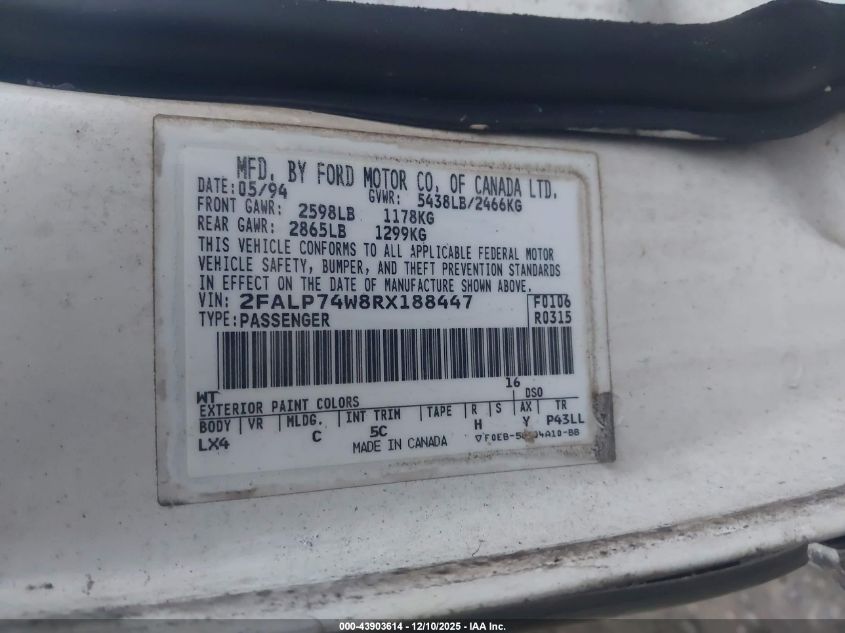 MFD. BY FORD MOTOR CO. OF CANADA LTD.
DATE: 05/94 GVWR: 5438LB/2466KG
FRONT GAWR: 2598LB 1178KG
REAR GAWR: 2865LB 1299KG
THIS VEHICLE CONFORMS TO ALL APPLICABLE FEDERAL MOTOR
VEHICLE SAFETY, BUMPER, AND THEFT PREVENTION STANDARDS
IN EFFECT ON THE DATE OF MANUFACTURE SHOWN ABOVE.
VIN: 2FALP74W8RX188447 F0106
TYPE: PASSENGER R0315
WT 16
EXTERIOR PAINT COLORS DSO
BODY VR MLDG. INT TRIM TAPE R S AX TR
LX4 C 5C H Y P43LL
MADE IN CANADA
000-43903614 - 12/10/2025 - IAA Inc.